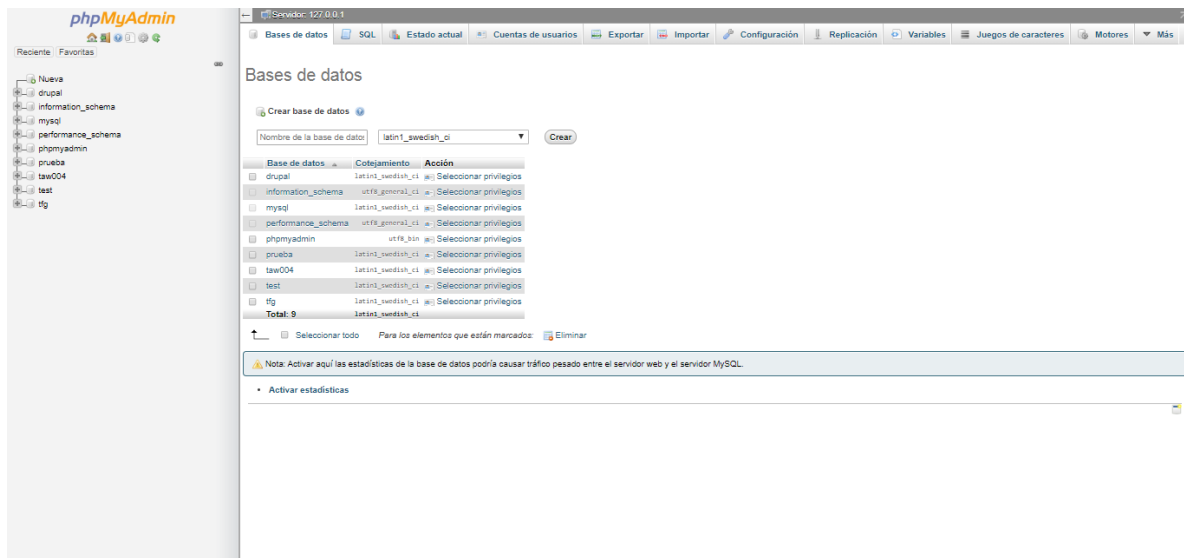 phpMyAdmin
Reciente Favoritas
Nueva
drupal
information_schema
mysql
performance_schema
phpmyadmin
prueba
taw004
test
tfg
Servidor: 127.0.0.1
Bases de datos SQL Estado actual Cuentas de usuarios Exportar Importar Configuración Replicación Variables Juegos de caracteres Motores Más
Bases de datos
Crear base de datos
Nombre de la base de datos latin1_swedish_ci Crear
Base de datos Cotejamiento Acción
drupal latin1_swedish_ci Seleccionar privilegios
information_schema utf8_general_ci Seleccionar privilegios
mysql latin1_swedish_ci Seleccionar privilegios
performance_schema utf8_general_ci Seleccionar privilegios
phpmyadmin utf8_bin Seleccionar privilegios
prueba latin1_swedish_ci Seleccionar privilegios
taw004 latin1_swedish_ci Seleccionar privilegios
test latin1_swedish_ci Seleccionar privilegios
tfg latin1_swedish_ci Seleccionar privilegios
Total: 9 latin1_swedish_ci
Seleccionar todo Para los elementos que están marcados: Eliminar
Nota: Activar aquí las estadísticas de la base de datos podría causar tráfico pesado entre el servidor web y el servidor MySQL.
• Activar estadísticas